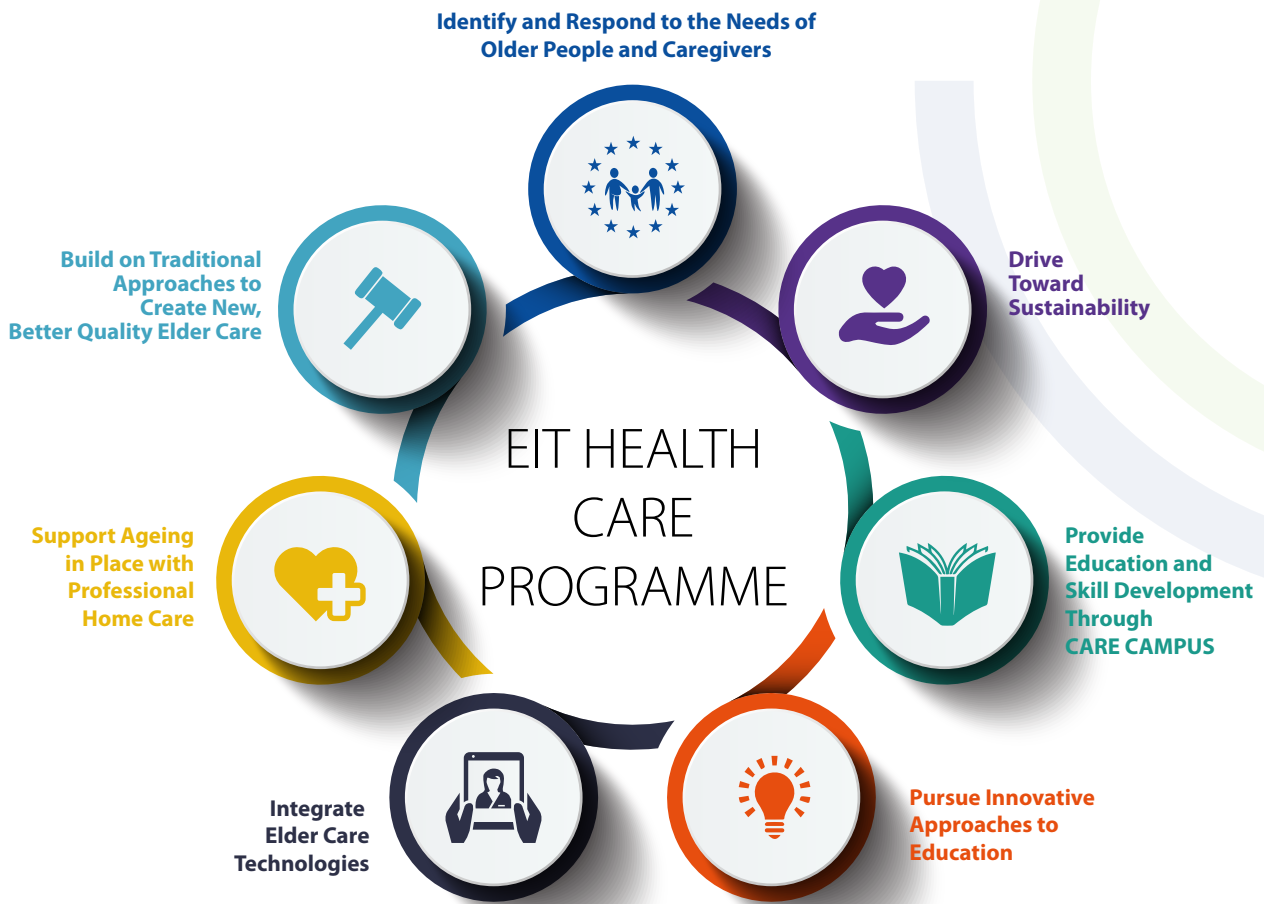 Identify and Respond to the Needs of
Older People and Caregivers
Drive
Toward
Sustainability
Provide
Education and
Skill Development
Through
CARE CAMPUS
Pursue Innovative
Approaches to
Education
Integrate
Elder Care
Technologies
Support Ageing
in Place with
Professional
Home Care
Build on Traditional
Approaches to
Create New,
Better Quality Elder Care
EIT HEALTH
CARE
PROGRAMME